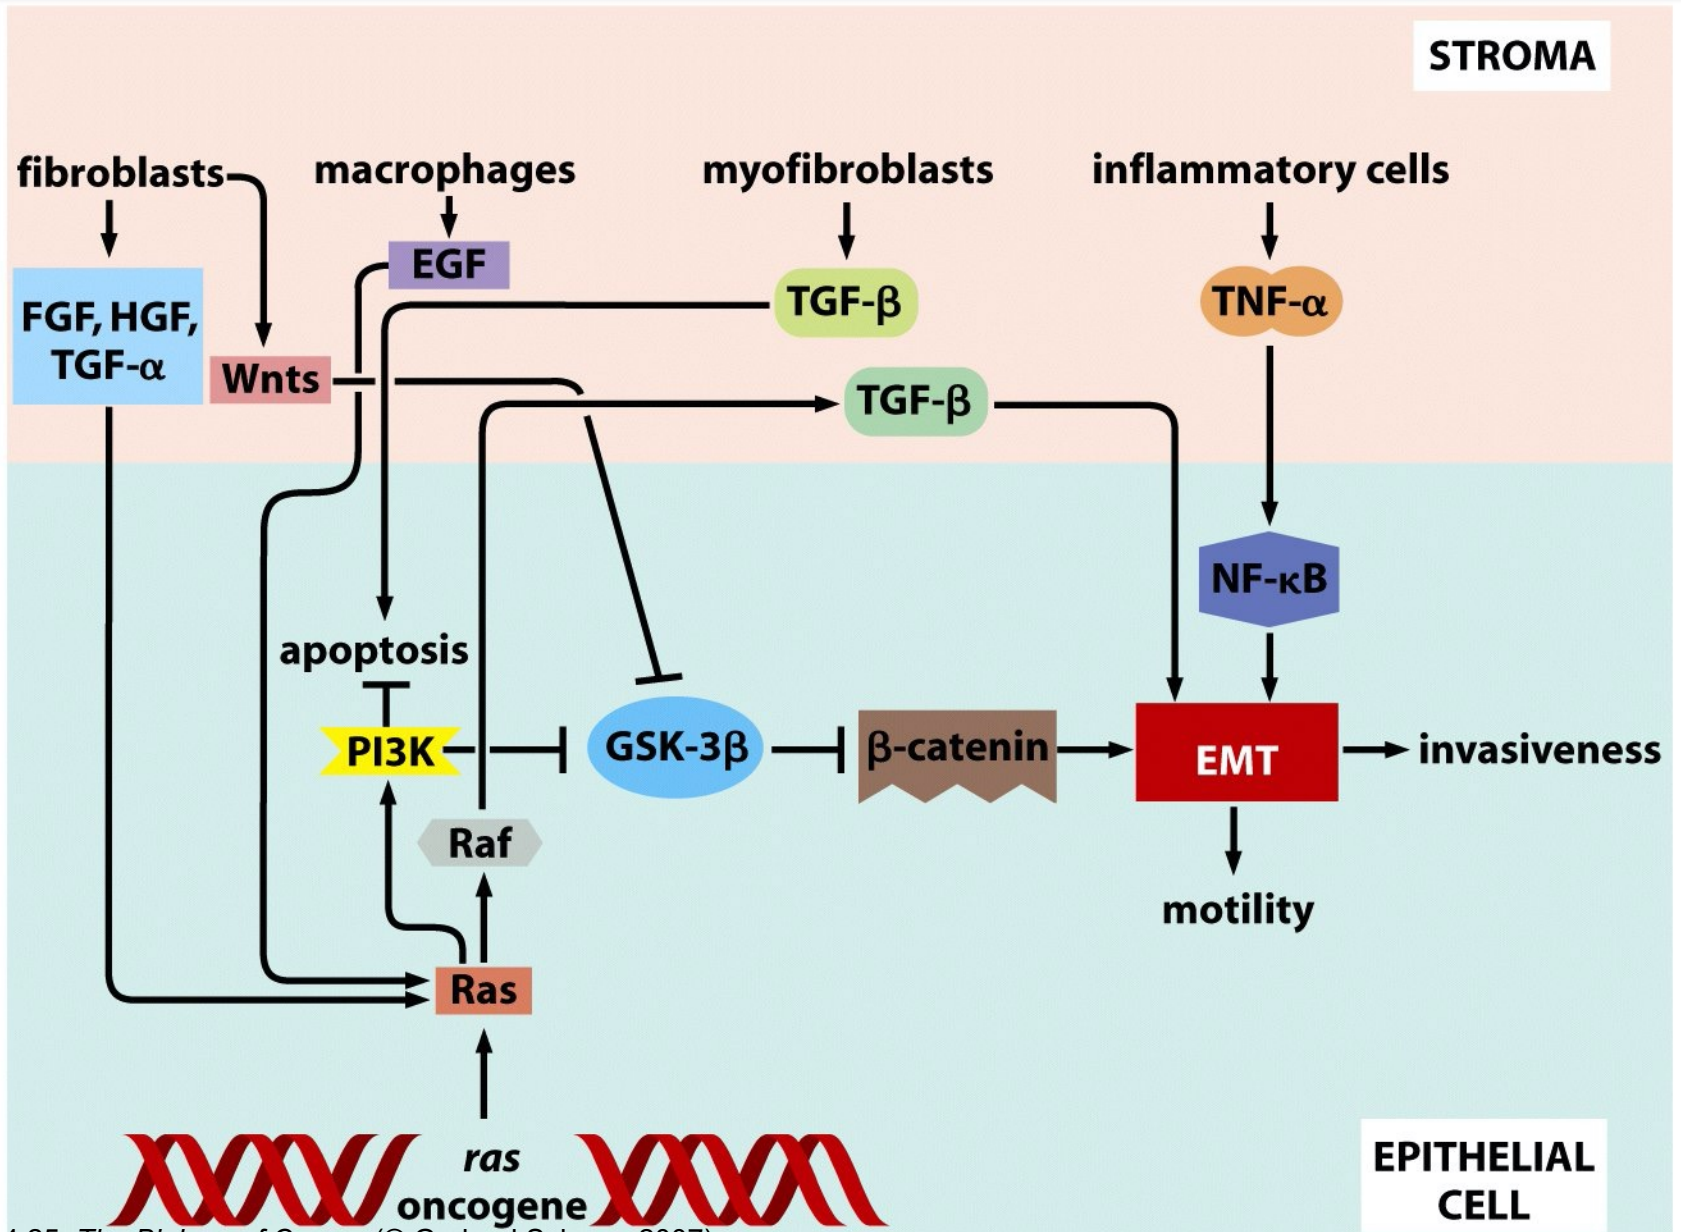 STROMA
fibroblasts
macrophages
myofibroblasts
inflammatory cells
EGF
FGF, HGF,
TGF-α
TGF-β
TNF-α
Wnts
TGF-β
NF-κB
apoptosis
PI3K
GSK-3β
β-catenin
EMT
invasiveness
Raf
motility
Ras
ras
oncogene
EPITHELIAL
CELL